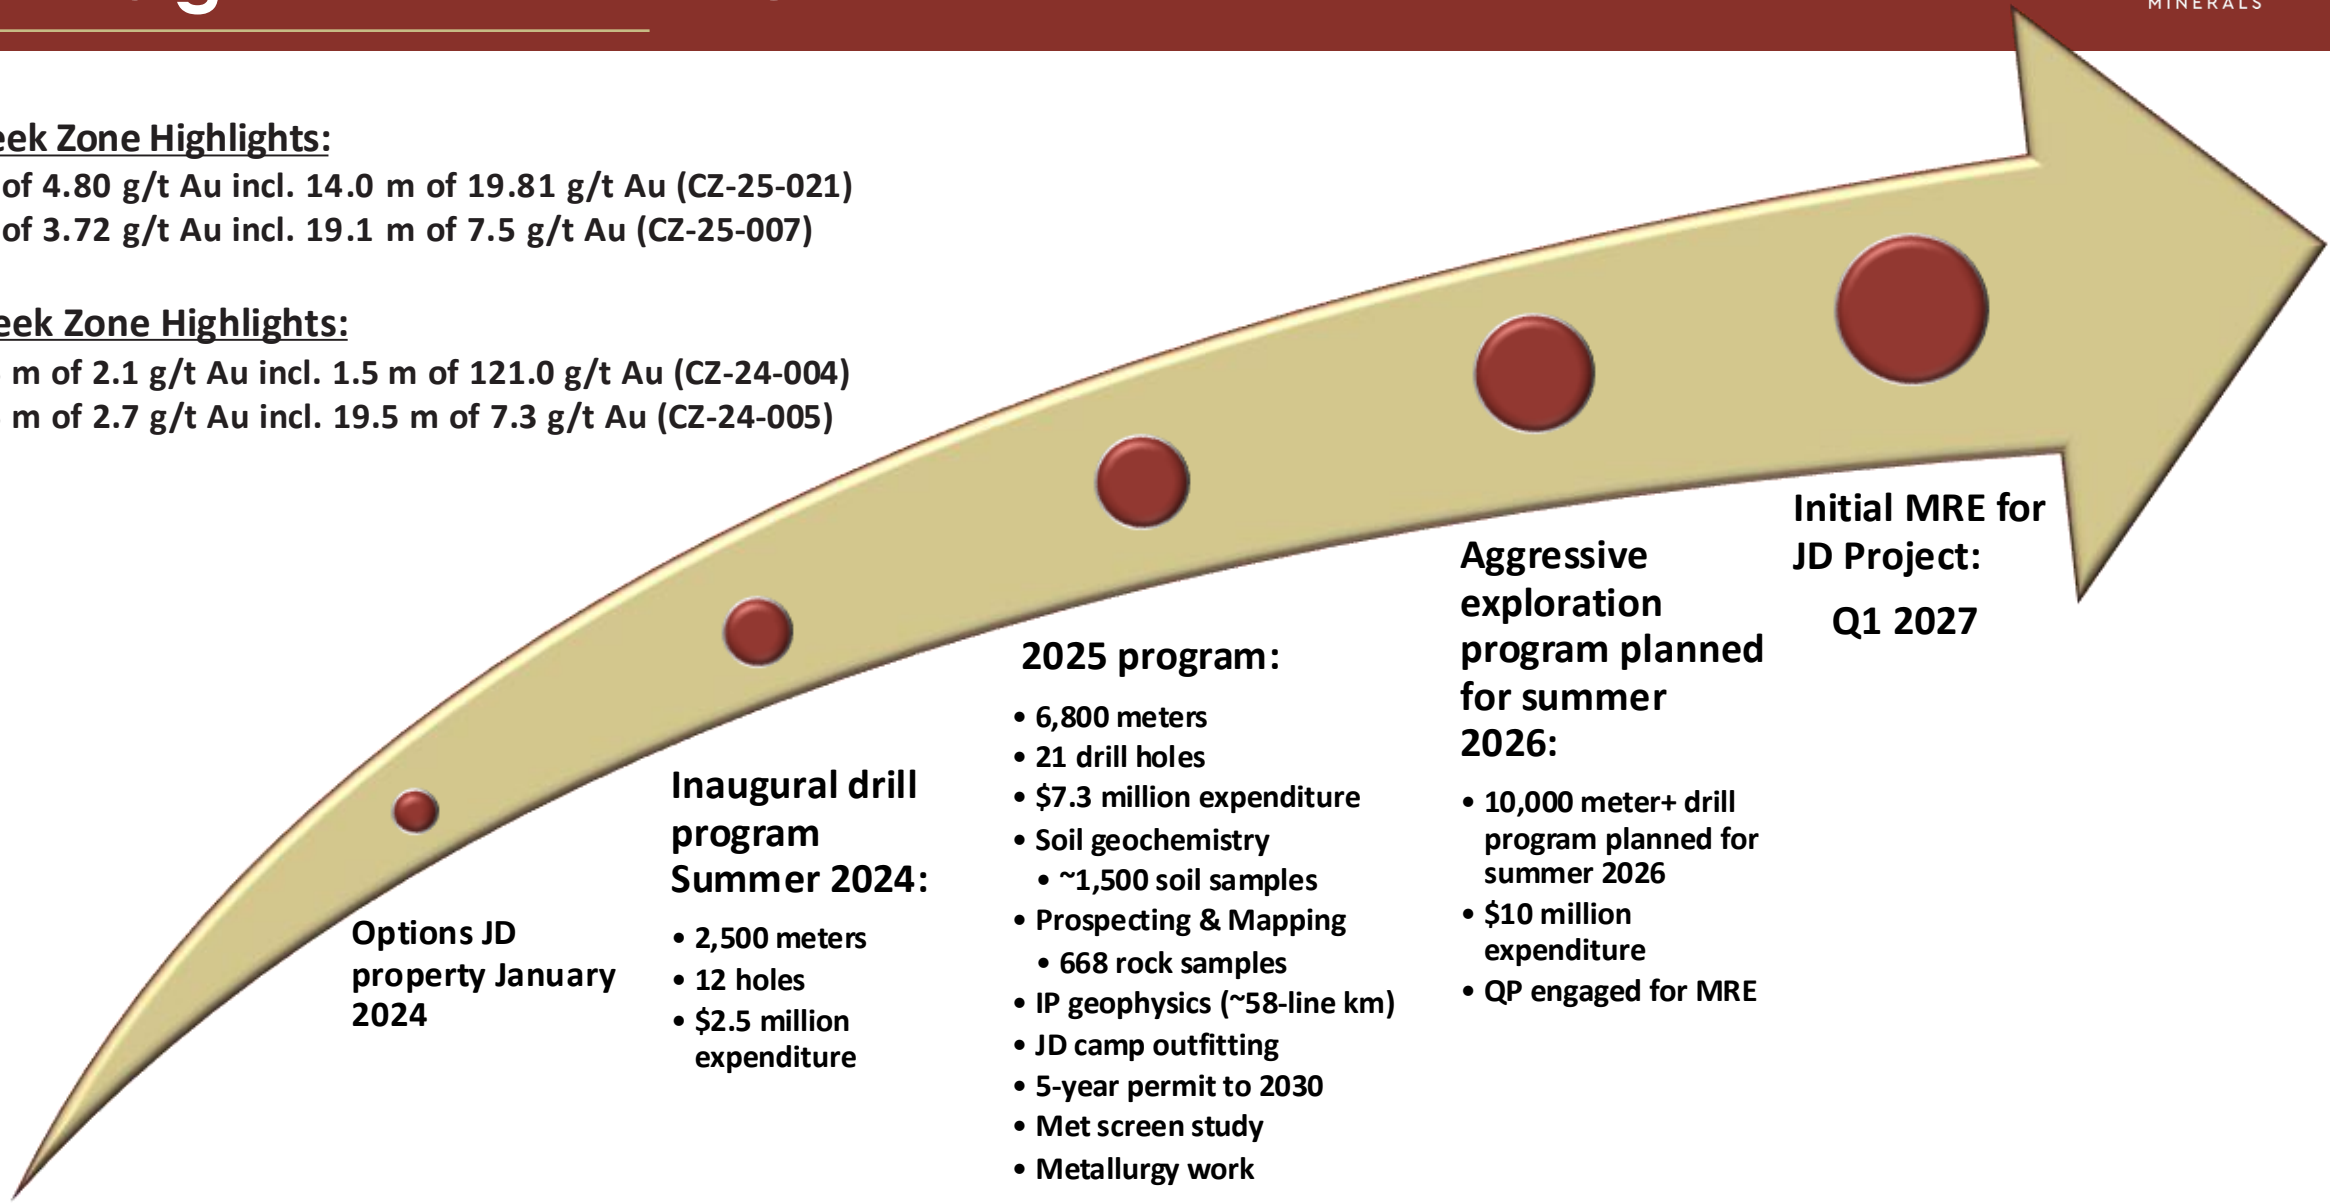 MINERALS
Zone Highlights:
of 4.80 g/t Au incl. 14.0 m of 19.81 g/t Au (CZ-25-021)
of 3.72 g/t Au incl. 19.1 m of 7.5 g/t Au (CZ-25-007)
Zone Highlights:
m of 2.1 g/t Au incl. 1.5 m of 121.0 g/t Au (CZ-24-004)
m of 2.7 g/t Au incl. 19.5 m of 7.3 g/t Au (CZ-24-005)
Options JD
property January
2024
Inaugural drill
program
Summer 2024:
• 2,500 meters
• 12 holes
• $2.5 million
expenditure
2025 program:
• 6,800 meters
• 21 drill holes
• $7.3 million expenditure
• Soil geochemistry
• ~1,500 soil samples
• Prospecting & Mapping
• 668 rock samples
• IP geophysics (~58-line km)
• JD camp outfitting
• 5-year permit to 2030
• Met screen study
• Metallurgy work
Aggressive
exploration
program planned
for summer
2026:
• 10,000 meter+ drill
program planned for
summer 2026
• $10 million
expenditure
• QP engaged for MRE
Initial MRE for
JD Project:
Q1 2027